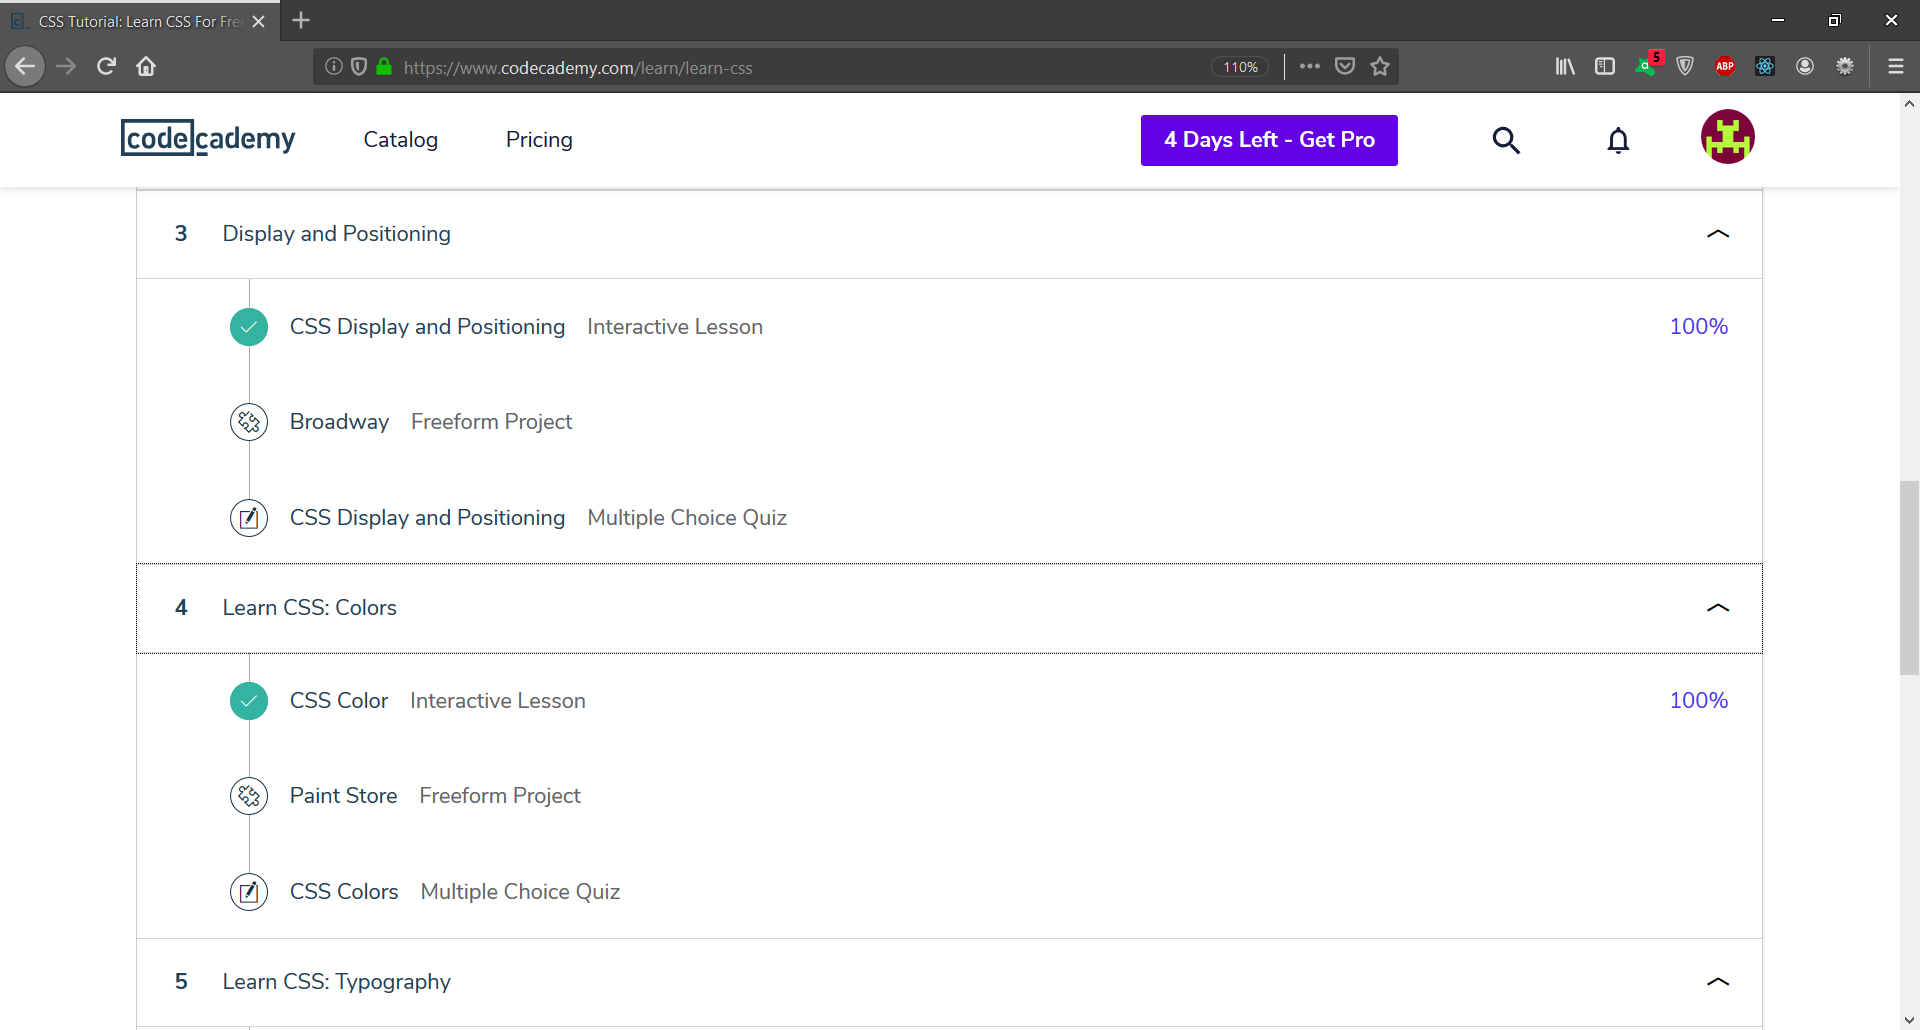 CSS Tutorial: Learn CSS For Fre
https://www.codecademy.com/learn/learn-css
110%
5
ABP
codecademy
Catalog
Pricing
4 Days Left - Get Pro
3 Display and Positioning
CSS Display and Positioning Interactive Lesson 100%
Broadway Freeform Project
CSS Display and Positioning Multiple Choice Quiz
4 Learn CSS: Colors
CSS Color Interactive Lesson 100%
Paint Store Freeform Project
CSS Colors Multiple Choice Quiz
5 Learn CSS: Typography